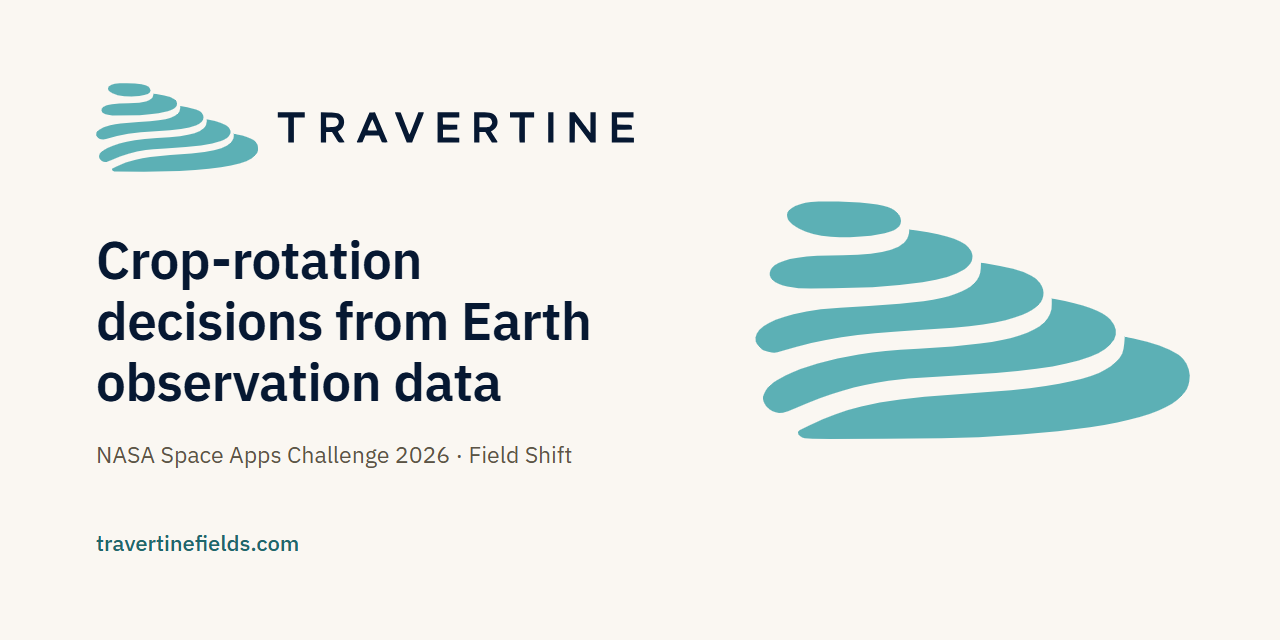 TRAVERTINE
Crop-rotation
decisions from Earth
observation data
NASA Space Apps Challenge 2026 · Field Shift
travertinefields.com